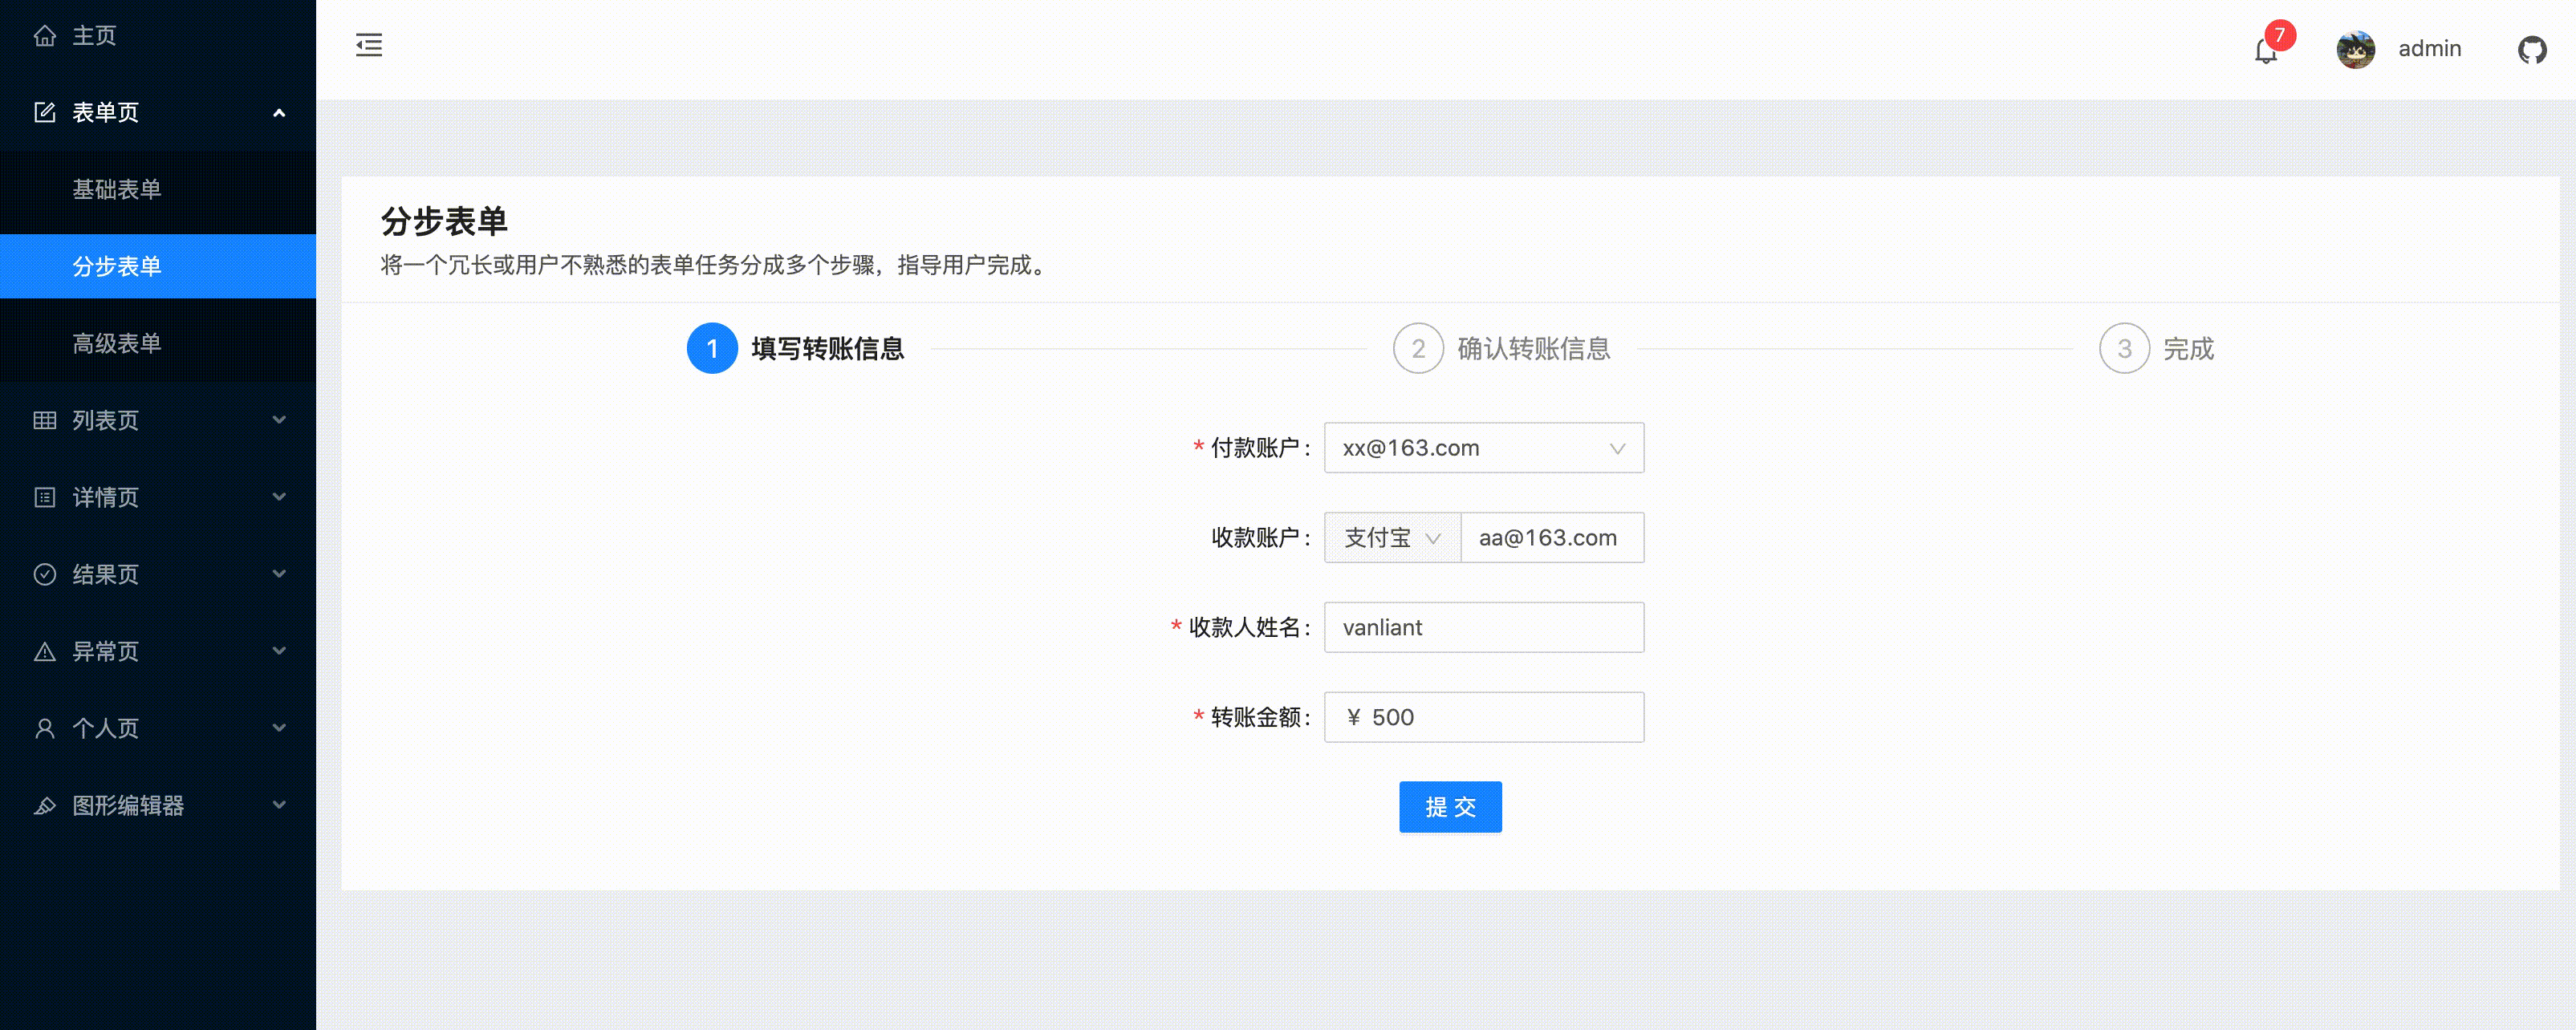 主页
表单页
基础表单
分步表单
高级表单
列表页
详情页
结果页
异常页
个人页
图形编辑器
7
admin
分步表单
将一个冗长或用户不熟悉的表单任务分成多个步骤，指导用户完成。
1 填写转账信息 2 确认转账信息 3 完成
* 付款账户: xx@163.com
收款账户: 支付宝 aa@163.com
* 收款人姓名: vanliant
* 转账金额: ¥ 500
提 交